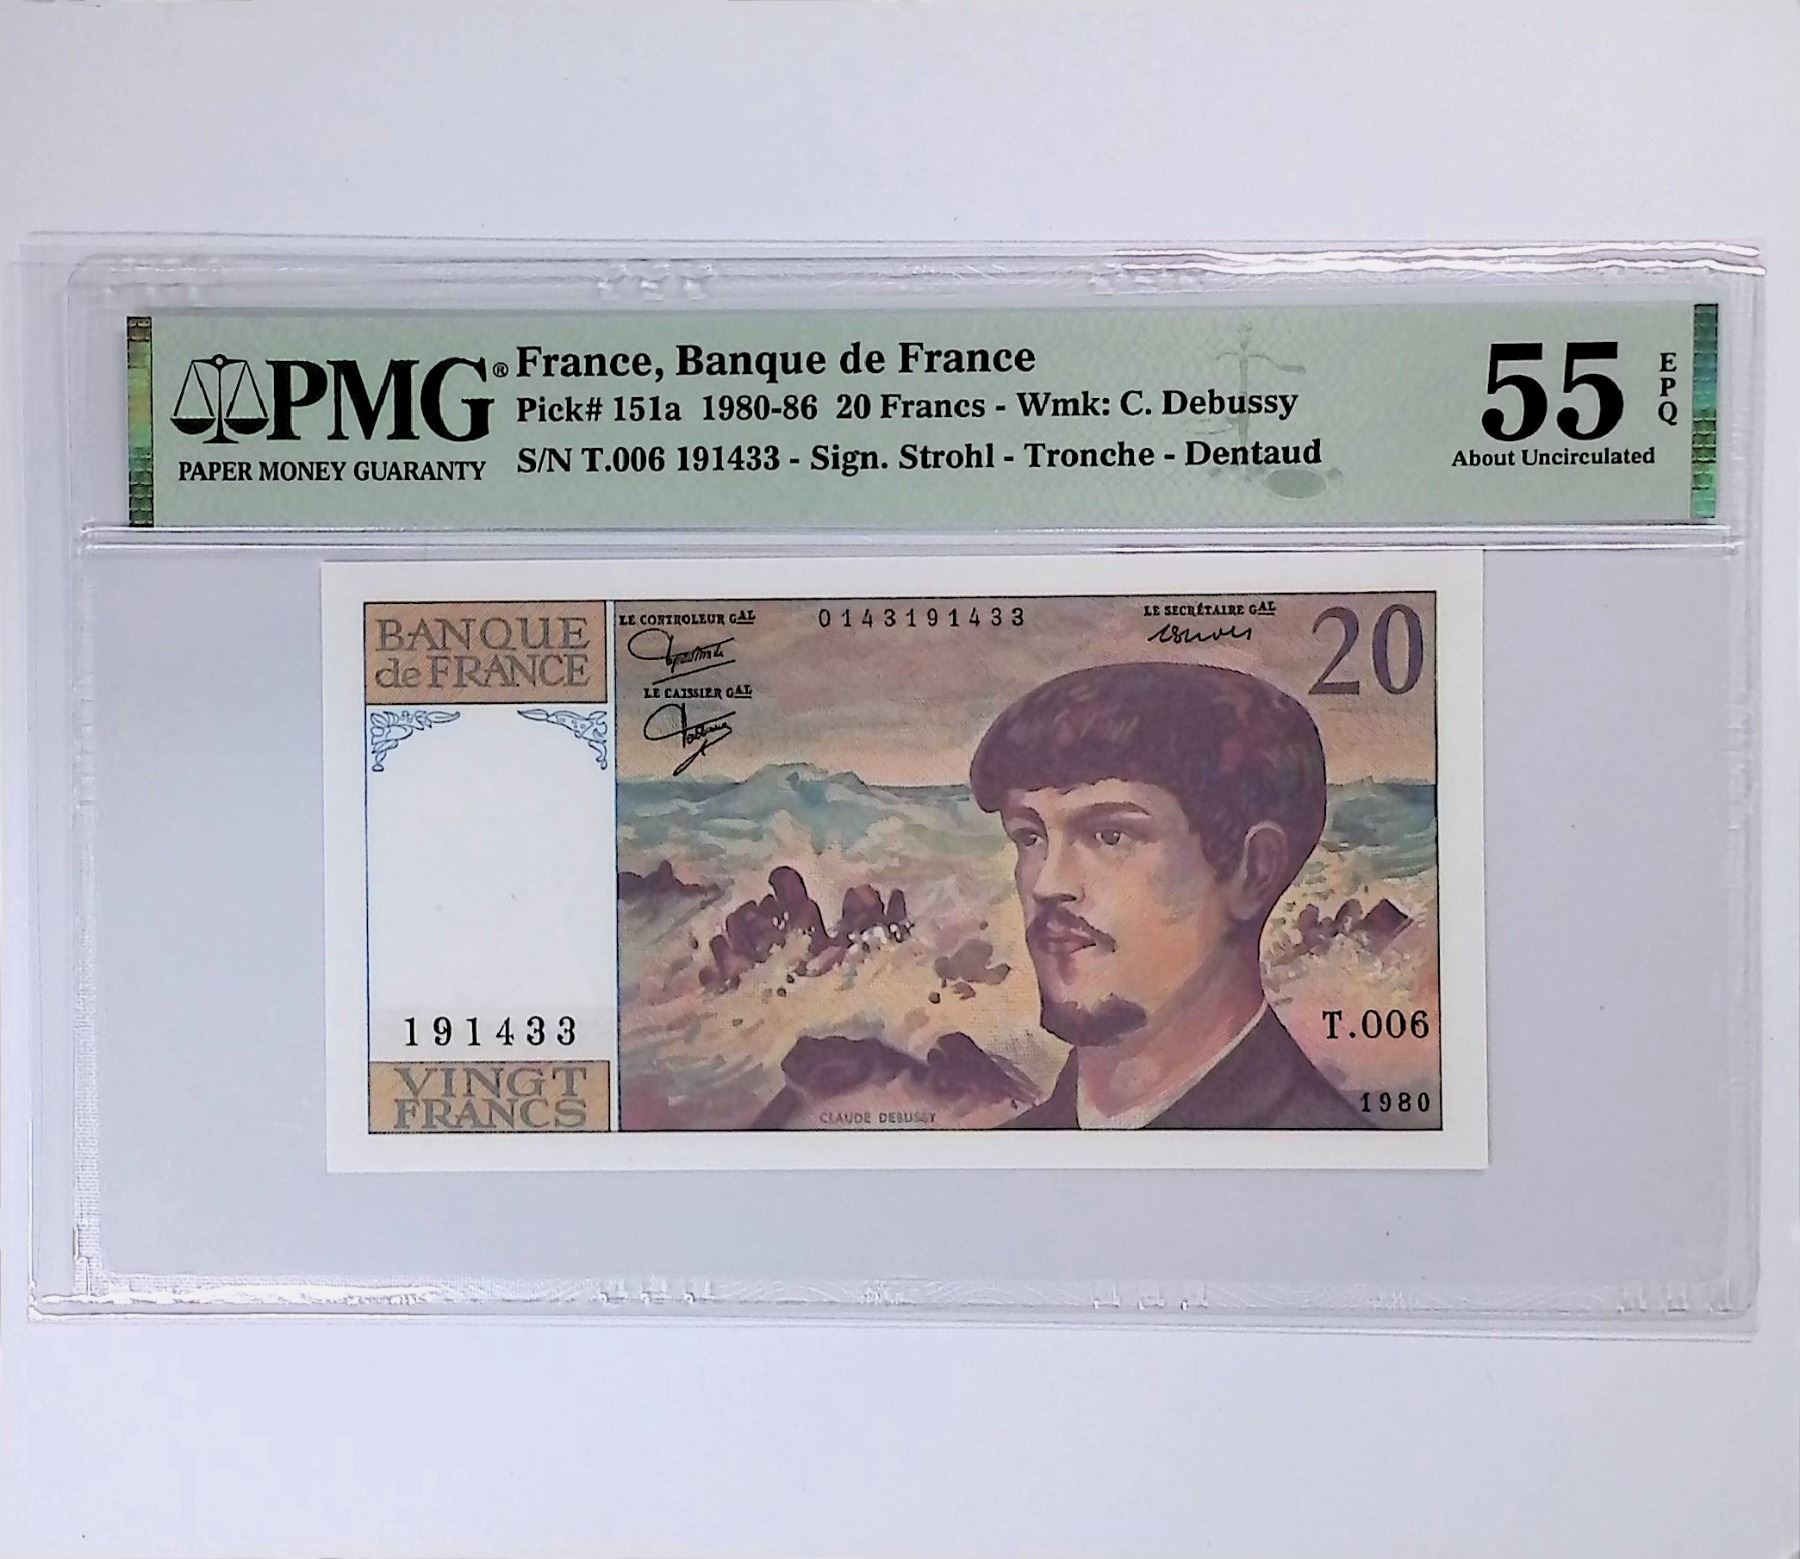 PMG®
PAPER MONEY GUARANTY
France, Banque de France
Pick# 151a 1980-86 20 Francs - Wmk: C. Debussy
S/N T.006 191433 - Sign. Strohl - Tronche - Dentaud
55
EPQ
About Uncirculated
BANQUE
de FRANCE
LE CONTROLEUR GAL
0143191433
LE SECRÉTAIRE GAL
20
LE CAISSIER GAL
191433
T.006
VINGT
FRANCS
CLAUDE DEBUSSY
1980